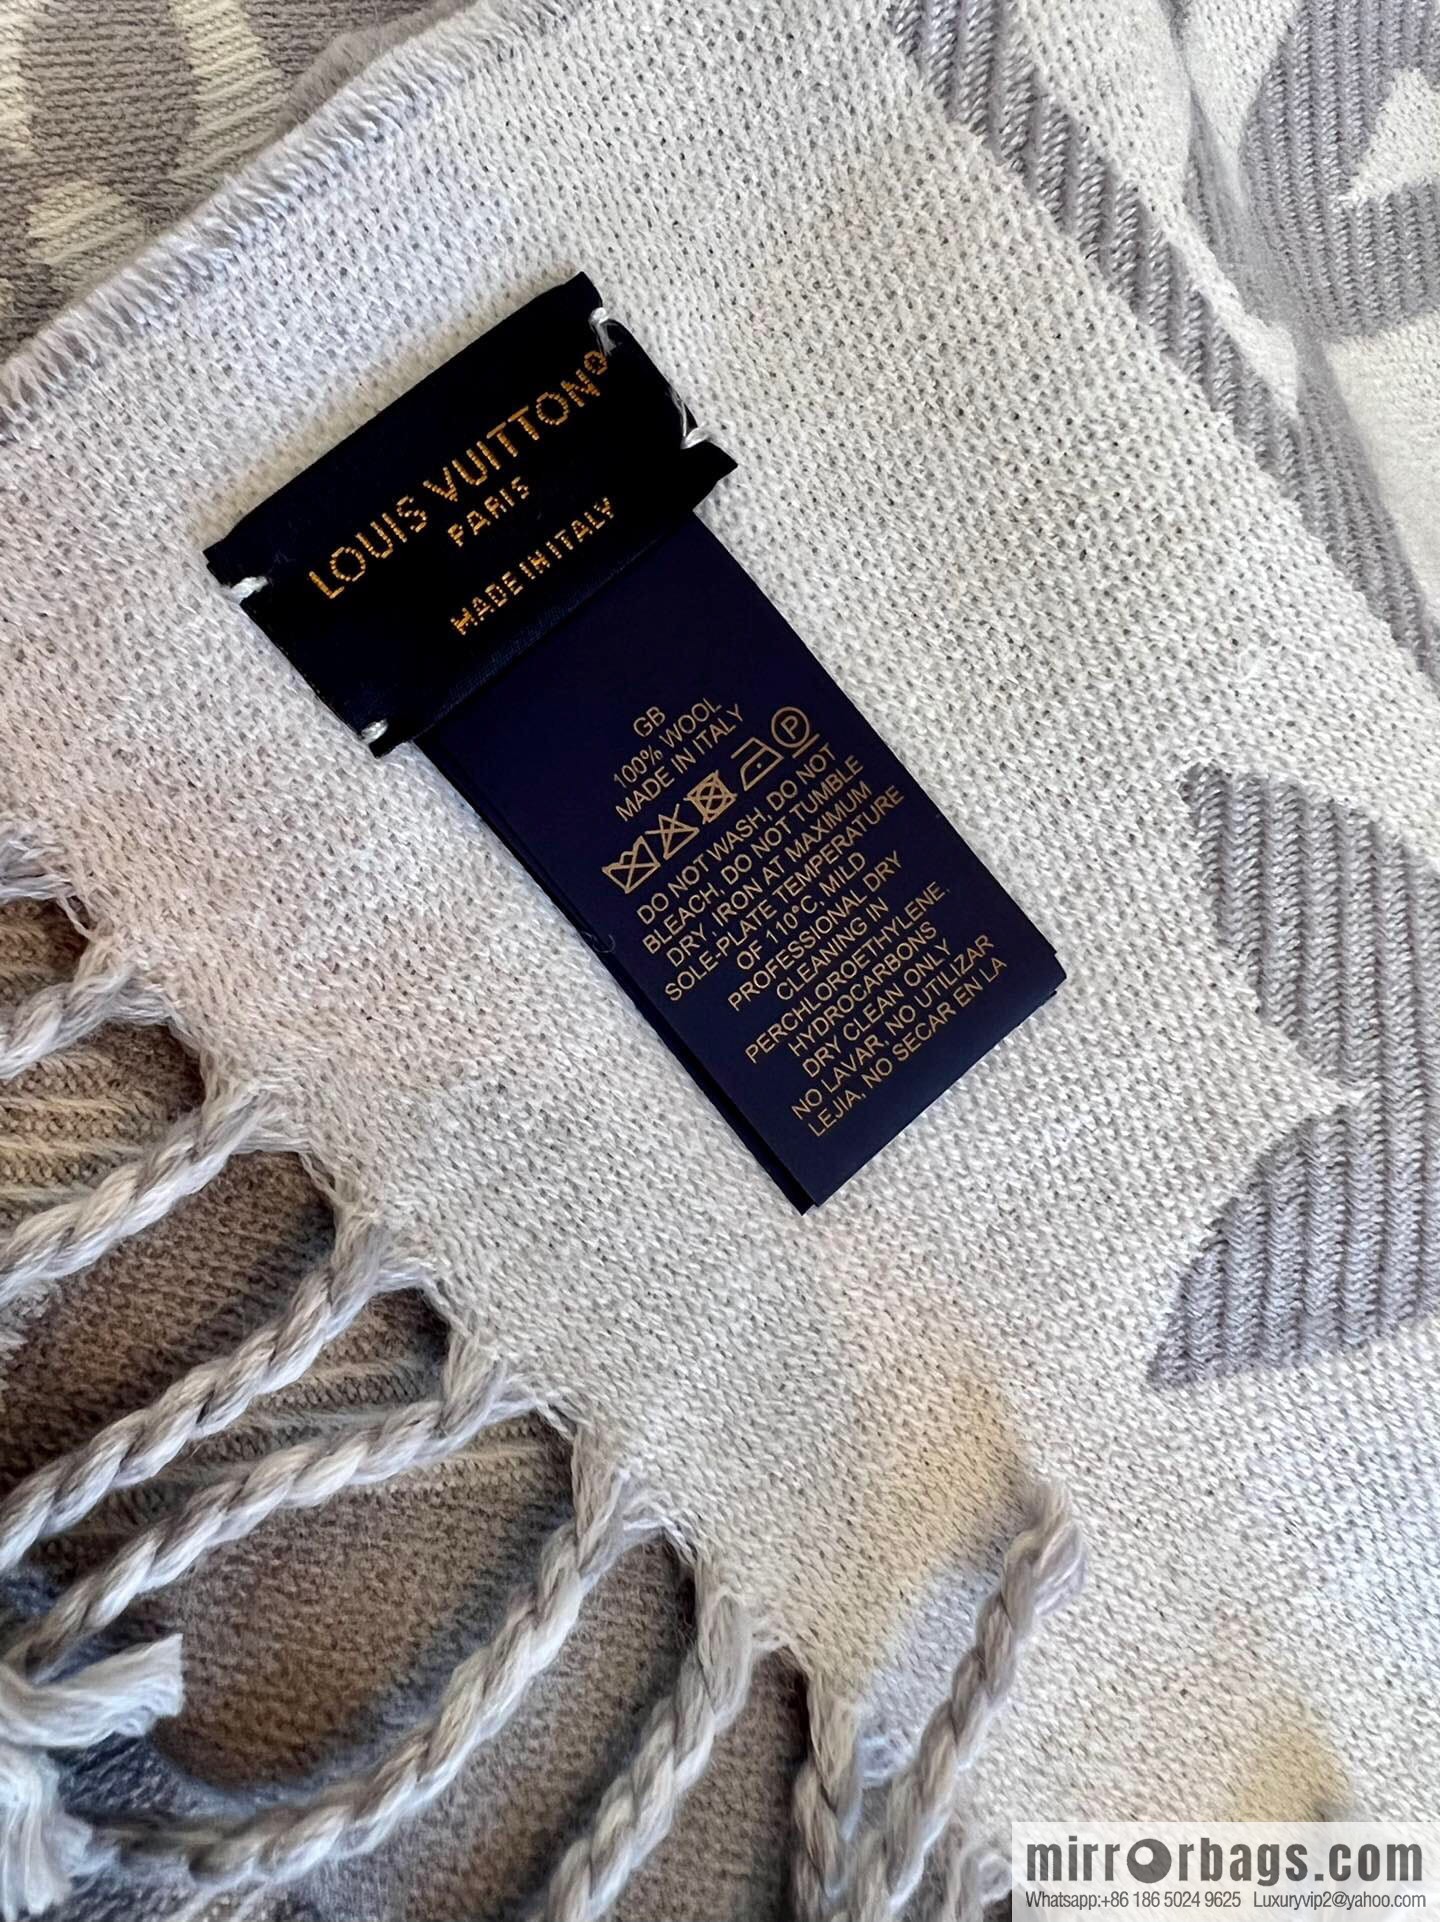 LOUIS VUITTON®
PARIS
MADE IN ITALY
GB
100% WOOL
MADE IN ITALY
P
DO NOT WASH, DO NOT
BLEACH, DO NOT TUMBLE
DRY, IRON AT MAXIMUM
SOLE-PLATE TEMPERATURE
OF 110°C, MILD
PROFESSIONAL DRY
CLEANING IN
PERCHLOROETHYLENE,
HYDROCARBONS
DRY CLEAN ONLY
NO LAVAR, NO UTILIZAR
LEJIA, NO SECAR EN LA
mirrorbags.com
Whatsapp:+86 186 5024 9625 Luxuryvip2@yahoo.com